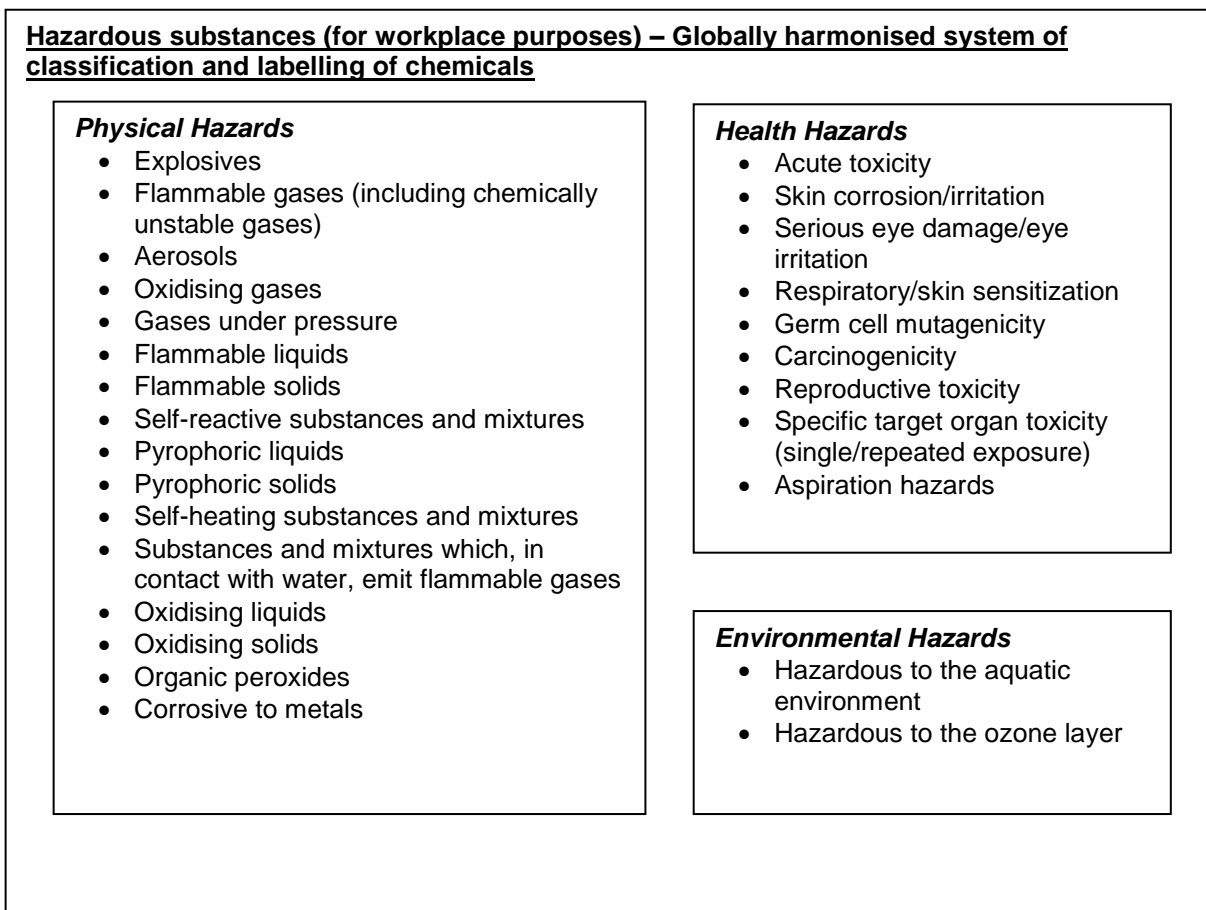 Hazardous substances (for workplace purposes) – Globally harmonised system of
classification and labelling of chemicals
Physical Hazards
• Explosives
• Flammable gases (including chemically
unstable gases)
• Aerosols
• Oxidising gases
• Gases under pressure
• Flammable liquids
• Flammable solids
• Self-reactive substances and mixtures
• Pyrophoric liquids
• Pyrophoric solids
• Self-heating substances and mixtures
• Substances and mixtures which, in
contact with water, emit flammable gases
• Oxidising liquids
• Oxidising solids
• Organic peroxides
• Corrosive to metals
Health Hazards
• Acute toxicity
• Skin corrosion/irritation
• Serious eye damage/eye
irritation
• Respiratory/skin sensitization
• Germ cell mutagenicity
• Carcinogenicity
• Reproductive toxicity
• Specific target organ toxicity
(single/repeated exposure)
• Aspiration hazards
Environmental Hazards
• Hazardous to the aquatic
environment
• Hazardous to the ozone layer